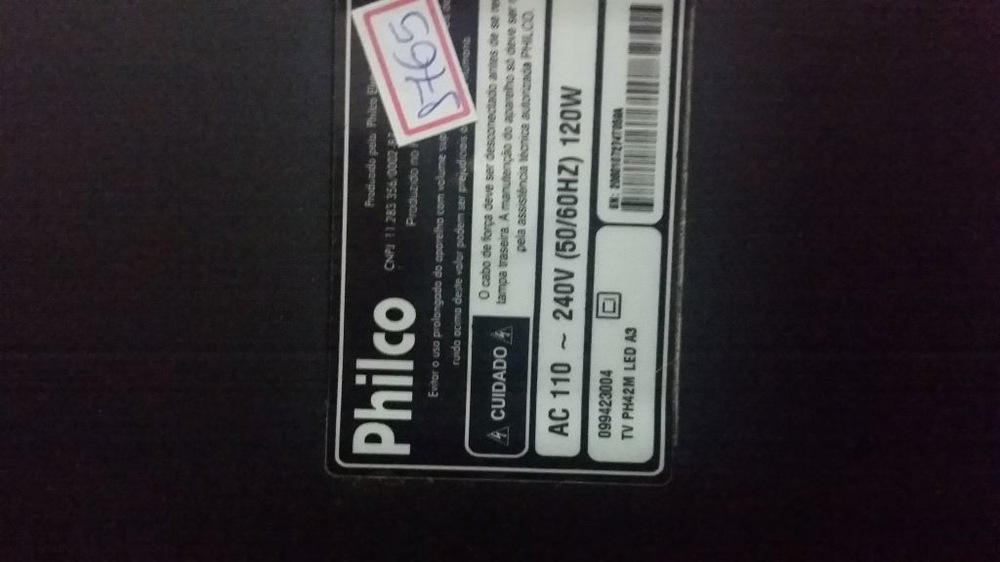 8765
Produzido pela Philco
CNPJ 11.283.356/0002
Produzido no
Philco
Evitar o uso prolongado do aparelho com volume
ruído acima deste valor podem ser prejudiciais
CUIDADO
O cabo de força deve ser desconectado antes de se
tampa traseira. A manutenção do aparelho só deve ser
pela assistência técnica autorizada PHILCO.
AC 110 ~ 240V (50/60HZ) 120W
099423004
TV PH42M LED A3